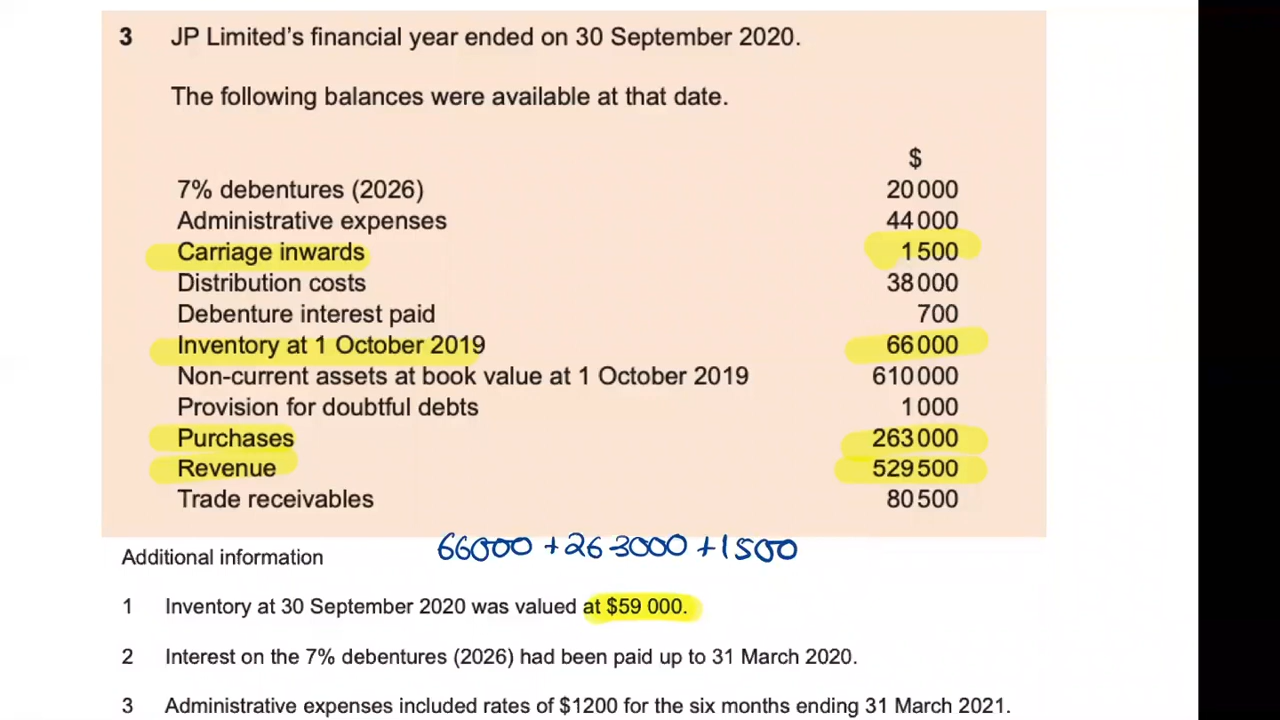 3 JP Limited's financial year ended on 30 September 2020.
The following balances were available at that date.
$
7% debentures (2026) 20 000
Administrative expenses 44 000
Carriage inwards 1 500
Distribution costs 38 000
Debenture interest paid 700
Inventory at 1 October 2019 66 000
Non-current assets at book value at 1 October 2019 610 000
Provision for doubtful debts 1 000
Purchases 263 000
Revenue 529 500
Trade receivables 80 500
66000 + 263000 + 1500
Additional information
1 Inventory at 30 September 2020 was valued at $59 000.
2 Interest on the 7% debentures (2026) had been paid up to 31 March 2020.
3 Administrative expenses included rates of $1200 for the six months ending 31 March 2021.